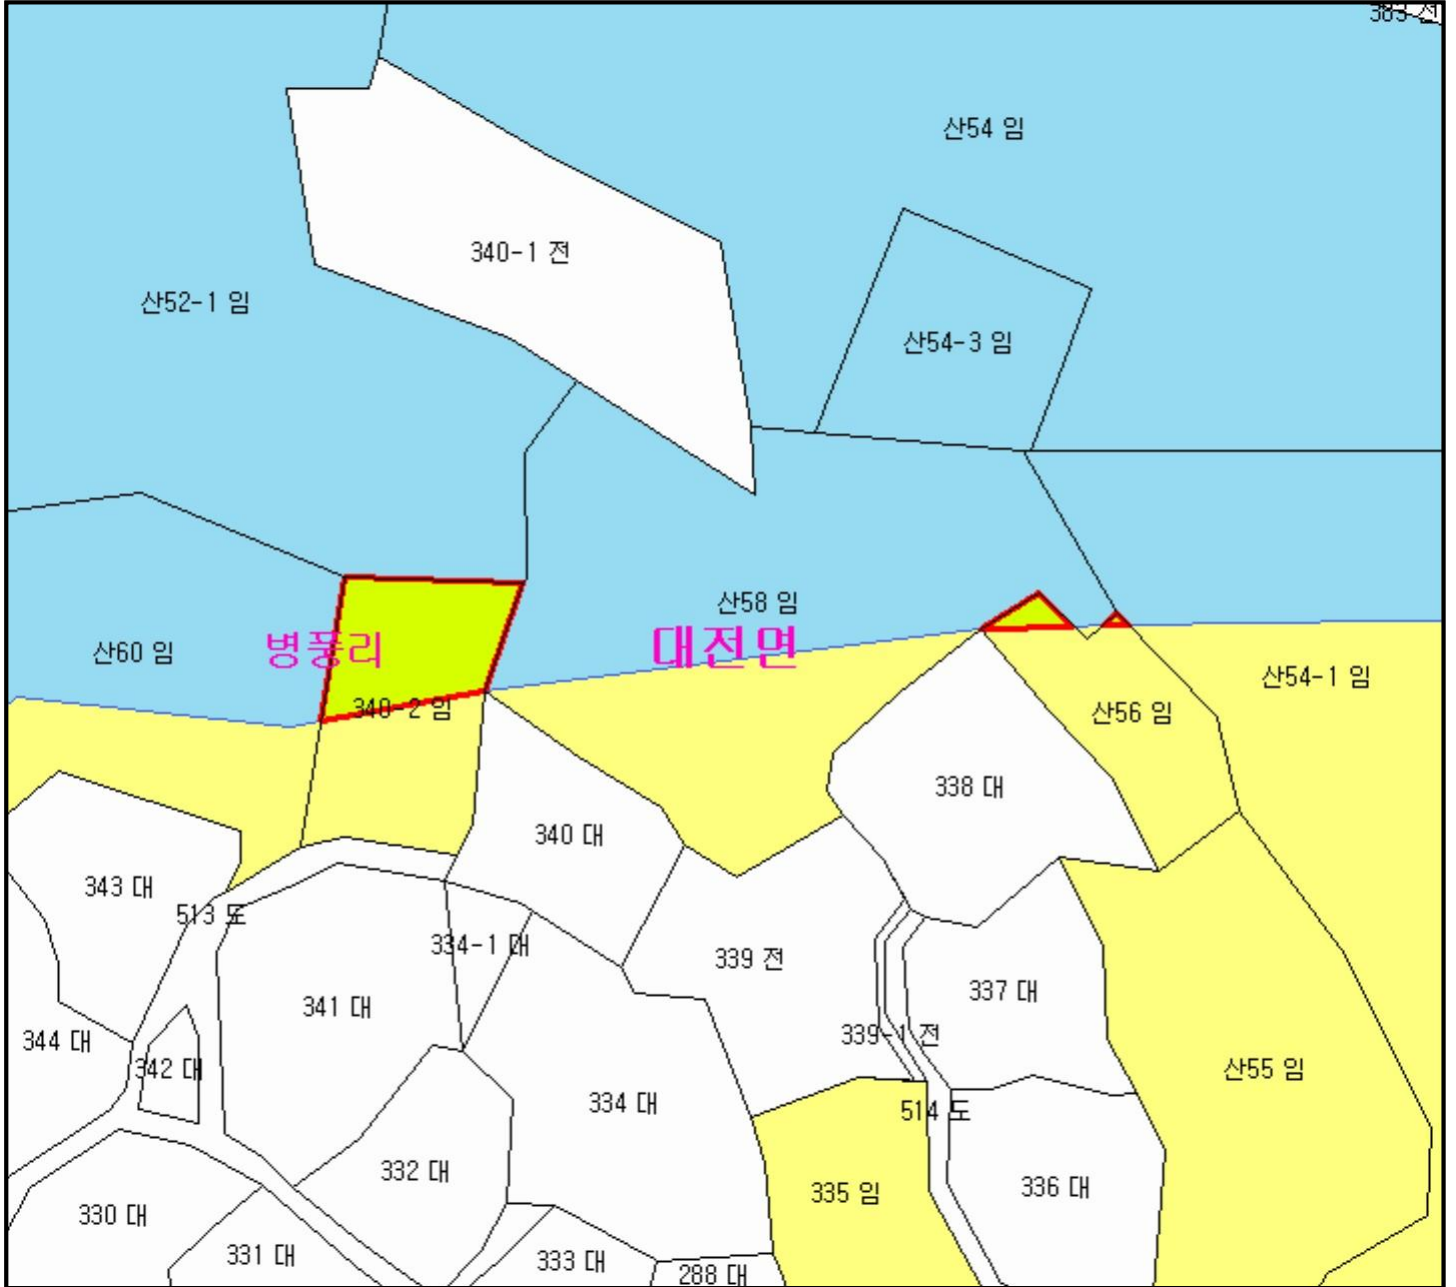 383 전
산54 임
340-1 전
산52-1 임
산54-3 임
산58 임
병풍리
대전면
산60 임
산54-1 임
340-2 임
산56 임
338 대
340 대
343 대
513 도
334-1 대
339 전
337 대
341 대
339-1 전
344 대
342 대
산55 임
334 대
514 도
332 대
335 임
336 대
330 대
331 대
333 대
288 대